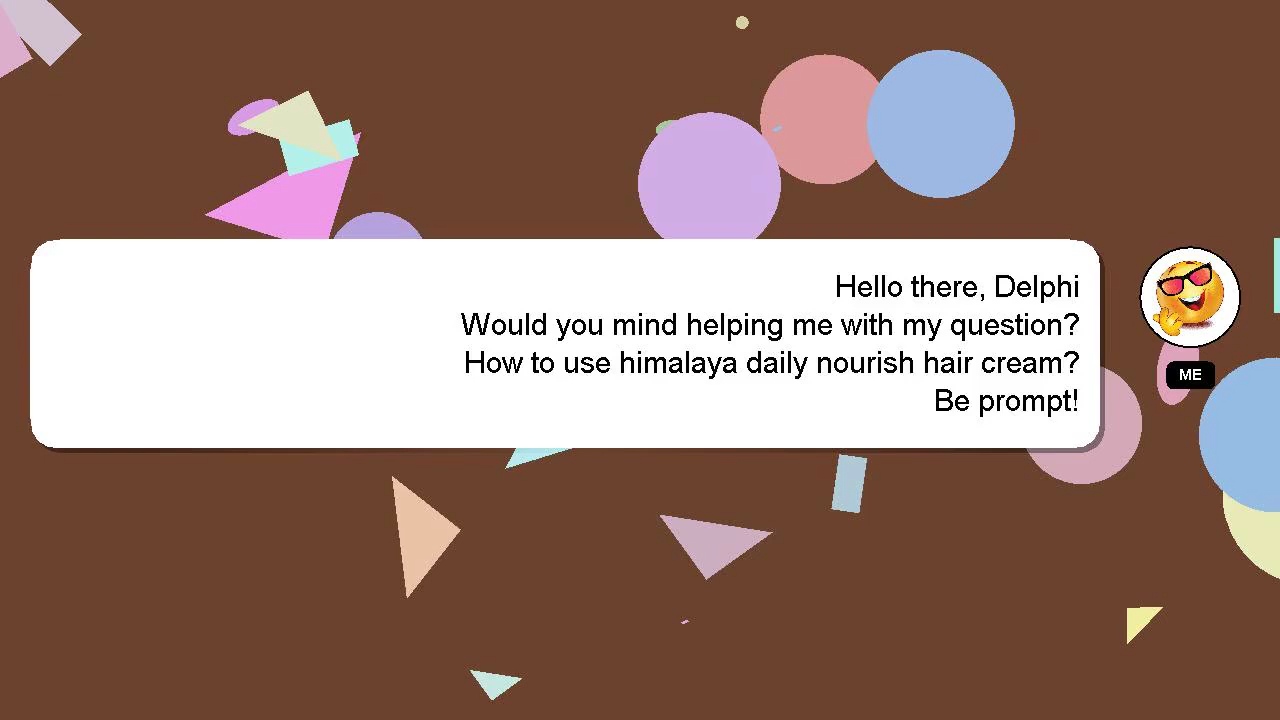 Hello there, Delphi
Would you mind helping me with my question?
How to use himalaya daily nourish hair cream?
Be prompt!
ME